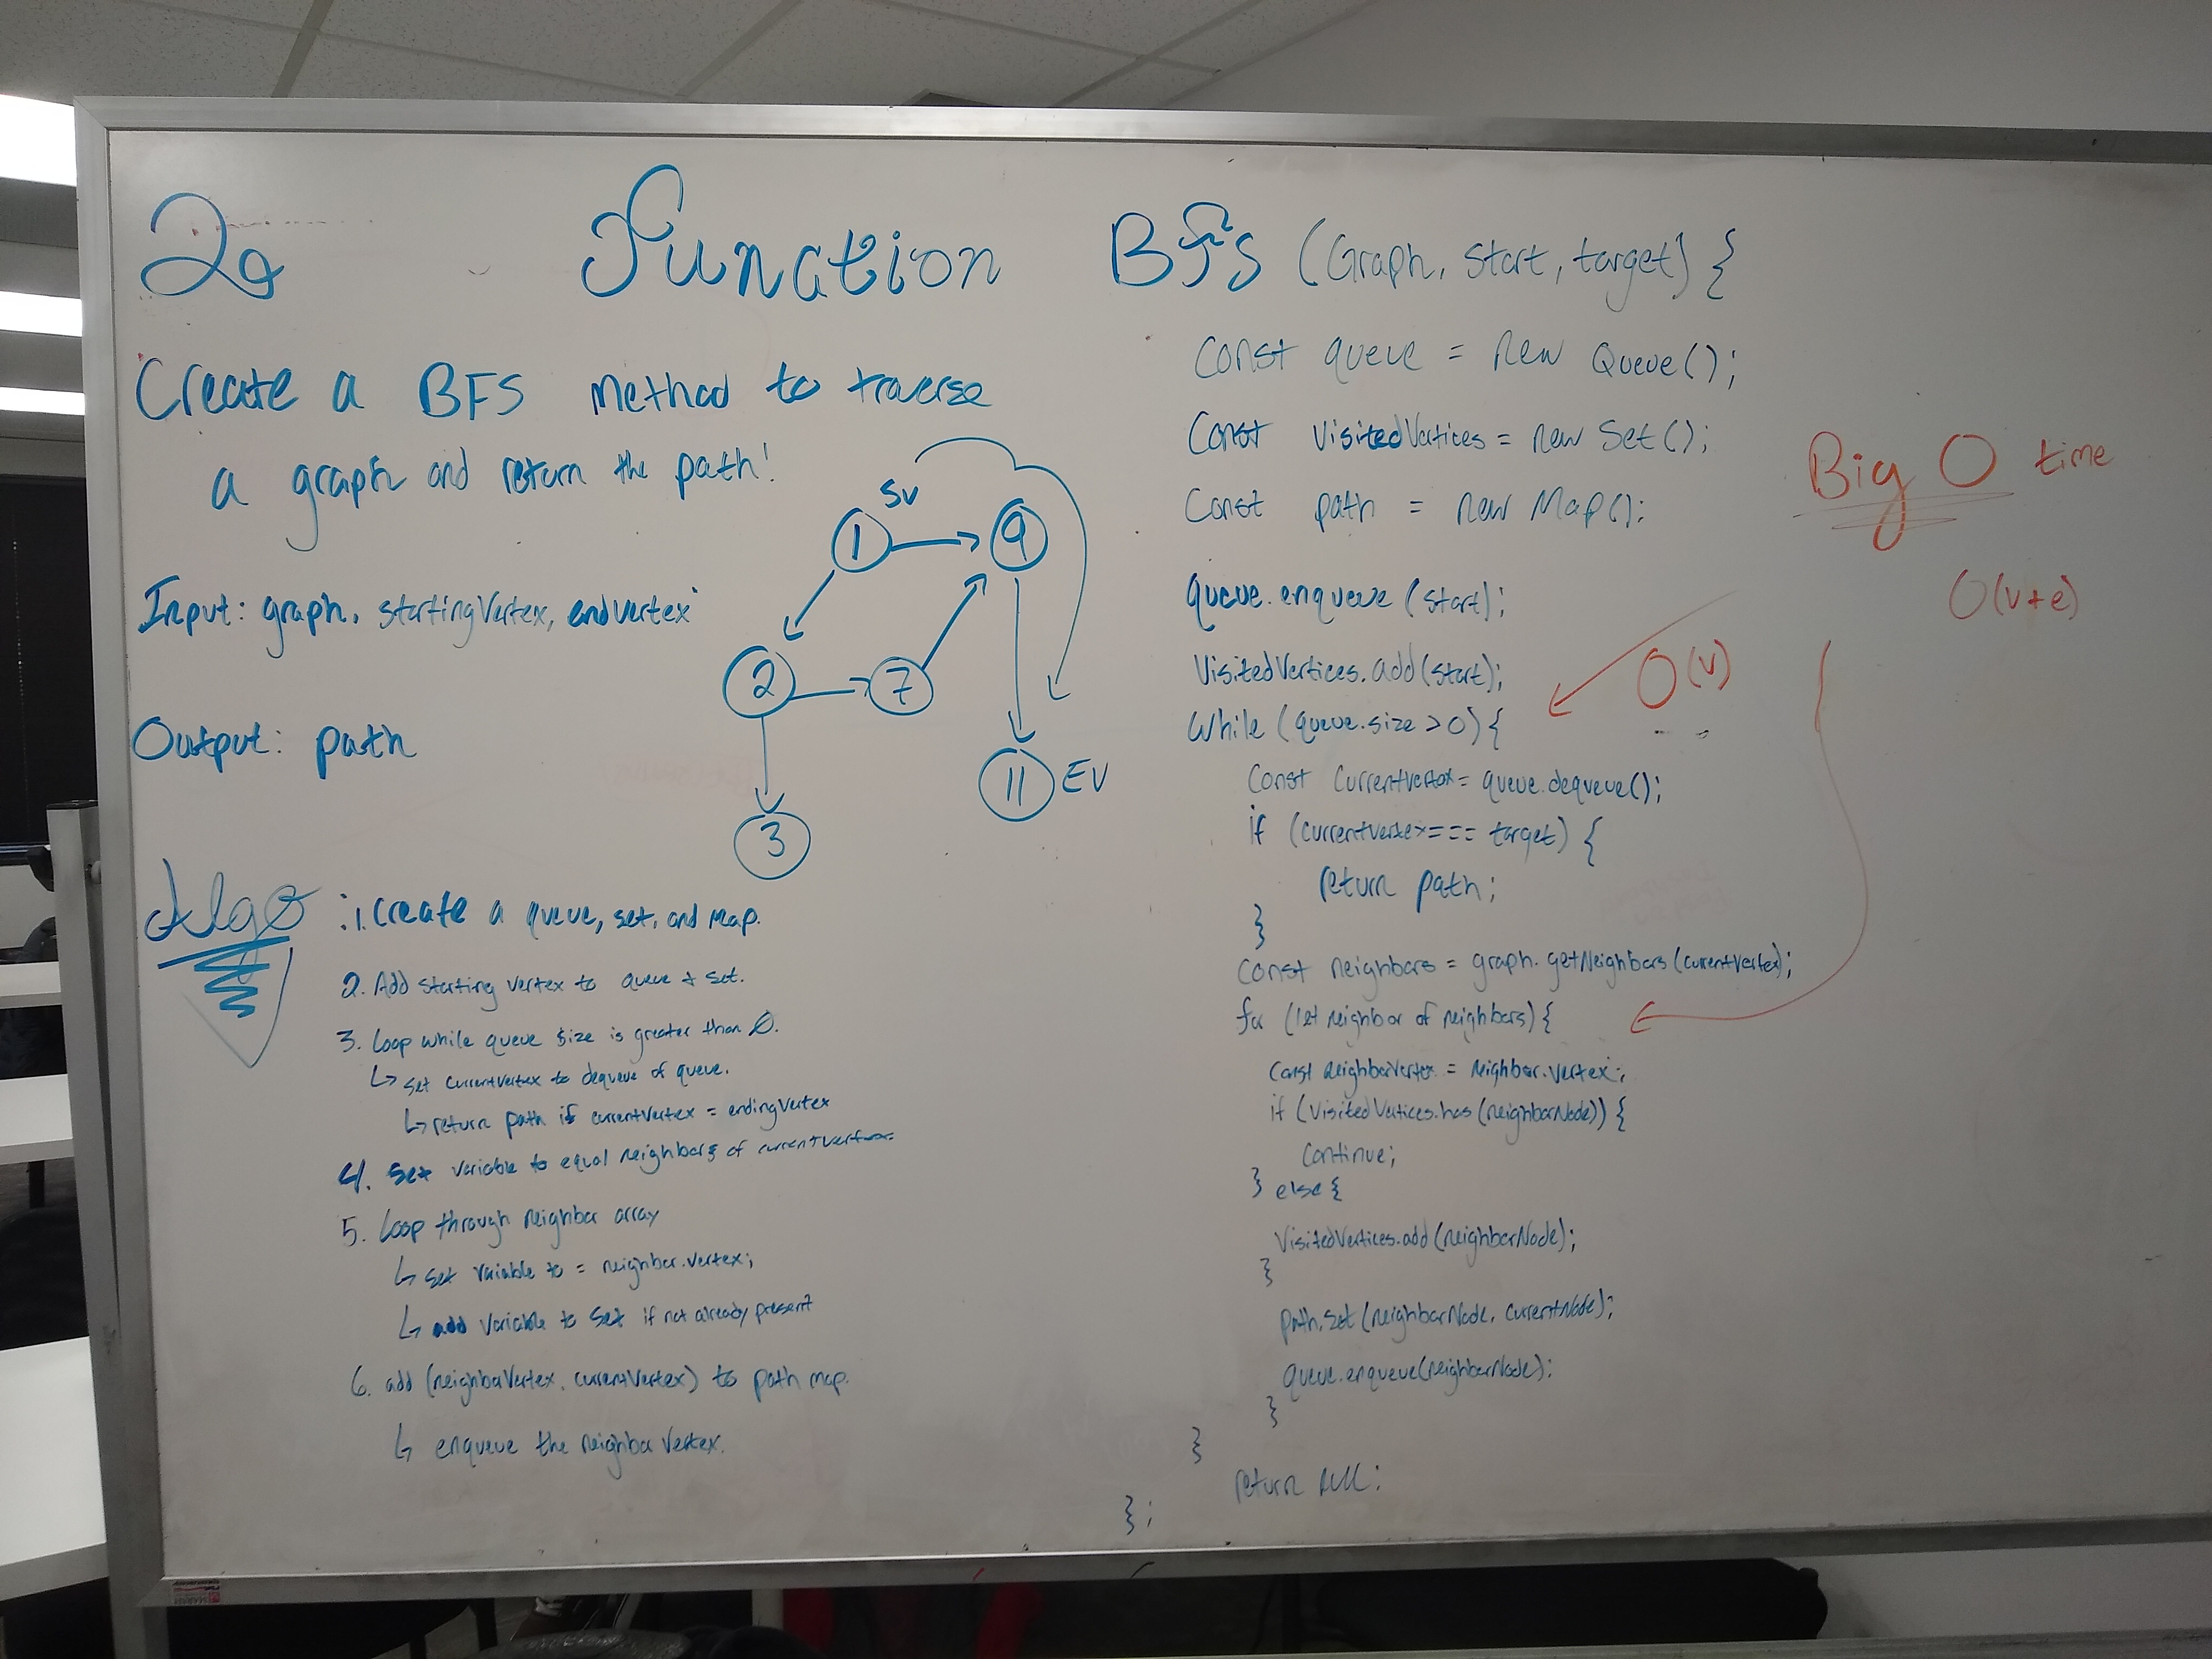 Q
Create a BFS method to traverse
a graph and return the path!
Input: graph, startingVertex, endVertex
Output: path
SV
1
9
2
7
11 EV
3
Algo : 1. Create a queue, set, and map.
2. Add starting vertex to queue & set.
3. Loop while queue size is greater than 0.
↳ set currentVertex to dequeue of queue.
↳ return path if currentVertex = endingVertex
4. Set variable to equal neighbors of currentVertex
5. Loop through neighbor array
↳ set variable to = neighbor.vertex;
↳ add variable to set if not already present
6. add (neighborVertex, currentVertex) to path map.
↳ enqueue the neighbor vertex.
Function BFS (Graph, start, target) {
Const queue = new Queue();
Const visitedVertices = new Set();
Const path = new Map();
queue.enqueue (start);
VisitedVertices.add(start);
While (queue.size > 0) {
Const currentVertex = queue.dequeue();
if (currentVertex === target) {
return path;
}
Const neighbors = graph.getNeighbors(currentVertex);
for (let neighbor of neighbors) {
Const neighborVertex = neighbor.vertex;
if (VisitedVertices.has(neighborNode)) {
Continue;
} else {
VisitedVertices.add(neighborNode);
}
path.set(neighborNode, currentNode);
queue.enqueue(neighborNode);
}
}
return null;
};
Big O time
O(v+e)
O(v)